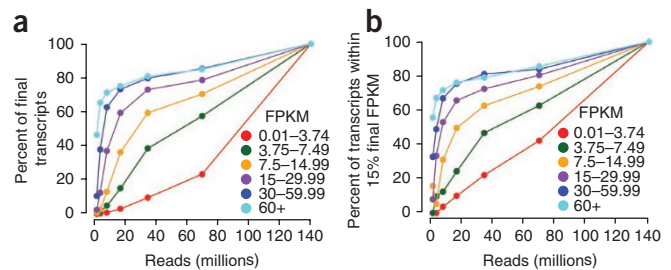 a
Percent of final
transcripts
100
80
60
40
20
0
FPKM
0.01–3.74
3.75–7.49
7.5–14.99
15–29.99
30–59.99
60+
0 20 40 60 80 100 120 140
Reads (millions)
b
Percent of transcripts within
15% final FPKM
100
80
60
40
20
0
FPKM
0.01–3.74
3.75–7.49
7.5–14.99
15–29.99
30–59.99
60+
0 20 40 60 80 100 120 140
Reads (millions)